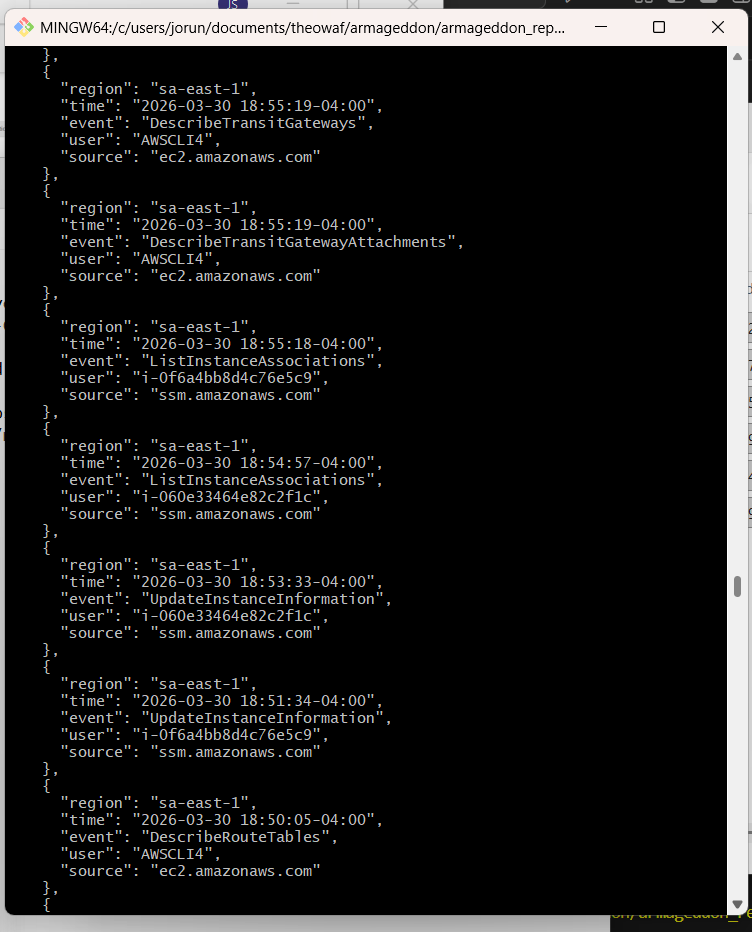 JS
MINGW64:/c/users/jorun/documents/theowaf/armageddon/armageddon_rep...
},
{
"region": "sa-east-1",
"time": "2026-03-30 18:55:19-04:00",
"event": "DescribeTransitGateways",
"user": "AWSCLI4",
"source": "ec2.amazonaws.com"
},
{
"region": "sa-east-1",
"time": "2026-03-30 18:55:19-04:00",
"event": "DescribeTransitGatewayAttachments",
"user": "AWSCLI4",
"source": "ec2.amazonaws.com"
},
{
"region": "sa-east-1",
"time": "2026-03-30 18:55:18-04:00",
"event": "ListInstanceAssociations",
"user": "i-0f6a4bb8d4c76e5c9",
"source": "ssm.amazonaws.com"
},
{
"region": "sa-east-1",
"time": "2026-03-30 18:54:57-04:00",
"event": "ListInstanceAssociations",
"user": "i-060e33464e82c2f1c",
"source": "ssm.amazonaws.com"
},
{
"region": "sa-east-1",
"time": "2026-03-30 18:53:33-04:00",
"event": "UpdateInstanceInformation",
"user": "i-060e33464e82c2f1c",
"source": "ssm.amazonaws.com"
},
{
"region": "sa-east-1",
"time": "2026-03-30 18:51:34-04:00",
"event": "UpdateInstanceInformation",
"user": "i-0f6a4bb8d4c76e5c9",
"source": "ssm.amazonaws.com"
},
{
"region": "sa-east-1",
"time": "2026-03-30 18:50:05-04:00",
"event": "DescribeRouteTables",
"user": "AWSCLI4",
"source": "ec2.amazonaws.com"
},
{